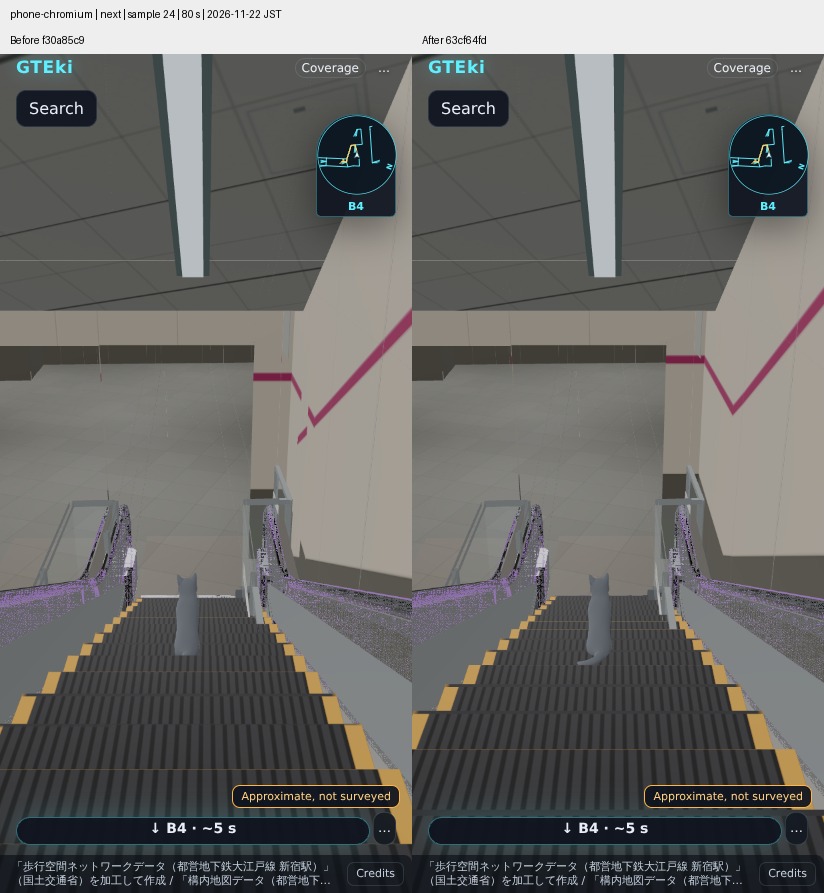 phone-chromium | next | sample 24 | 80 s | 2026-11-22 JST
Before f30a85c9
After 63cf64fd
GTEki
Coverage
...
Search
N
B4
Approximate, not surveyed
↓ B4 · ~5 s
...
「歩行空間ネットワークデータ（都営地下鉄大江戸線 新宿駅）」
（国土交通省）を加工して作成 / 「構内地図データ（都営地下…
Credits
GTEki
Coverage
...
Search
N
B4
Approximate, not surveyed
↓ B4 · ~5 s
...
「歩行空間ネットワークデータ（都営地下鉄大江戸線 新宿駅）」
（国土交通省）を加工して作成 / 「構内地図データ（都営地下…
Credits